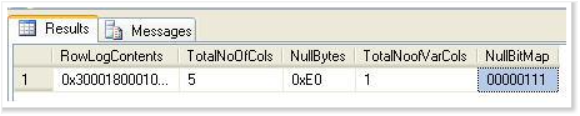 Results Messages
RowLogContents TotalNoOfCols NullBytes TotalNoofVarCols NullBitMap
1 0x30001800010... 5 0xE0 1 00000111